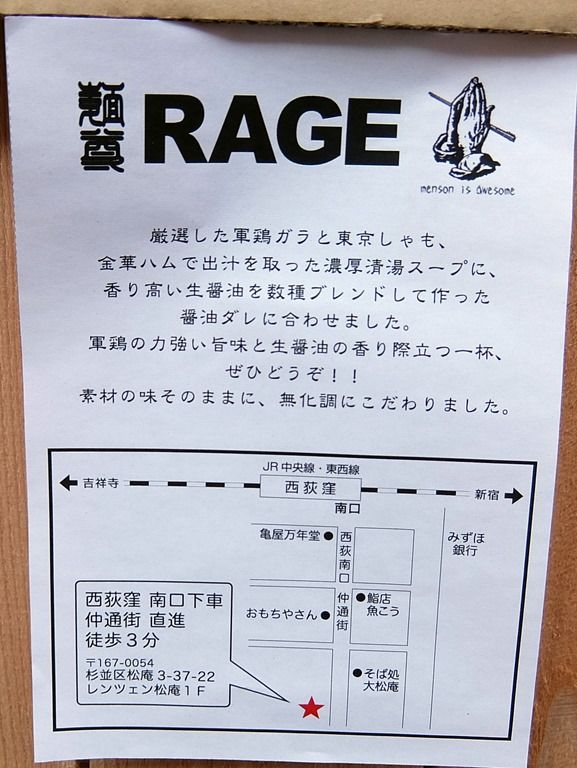 麺尊 RAGE
menson is awesome
厳選した軍鶏ガラと東京しゃも、
金華ハムで出汁を取った濃厚清湯スープに、
香り高い生醤油を数種ブレンドして作った
醤油ダレに合わせました。
軍鶏の力強い旨味と生醤油の香り際立つ一杯、
ぜひどうぞ！！
素材の味そのままに、無化調にこだわりました。
JR中央線・東西線
吉祥寺
西荻窪
新宿
南口
亀屋万年堂
西荻南口
みずほ
銀行
おもちやさん
仲通街
鮨店
魚こう
そば処
大松庵
西荻窪 南口下車
仲通街 直進
徒歩３分
〒167-0054
杉並区松庵3-37-22
レンツェン松庵１F